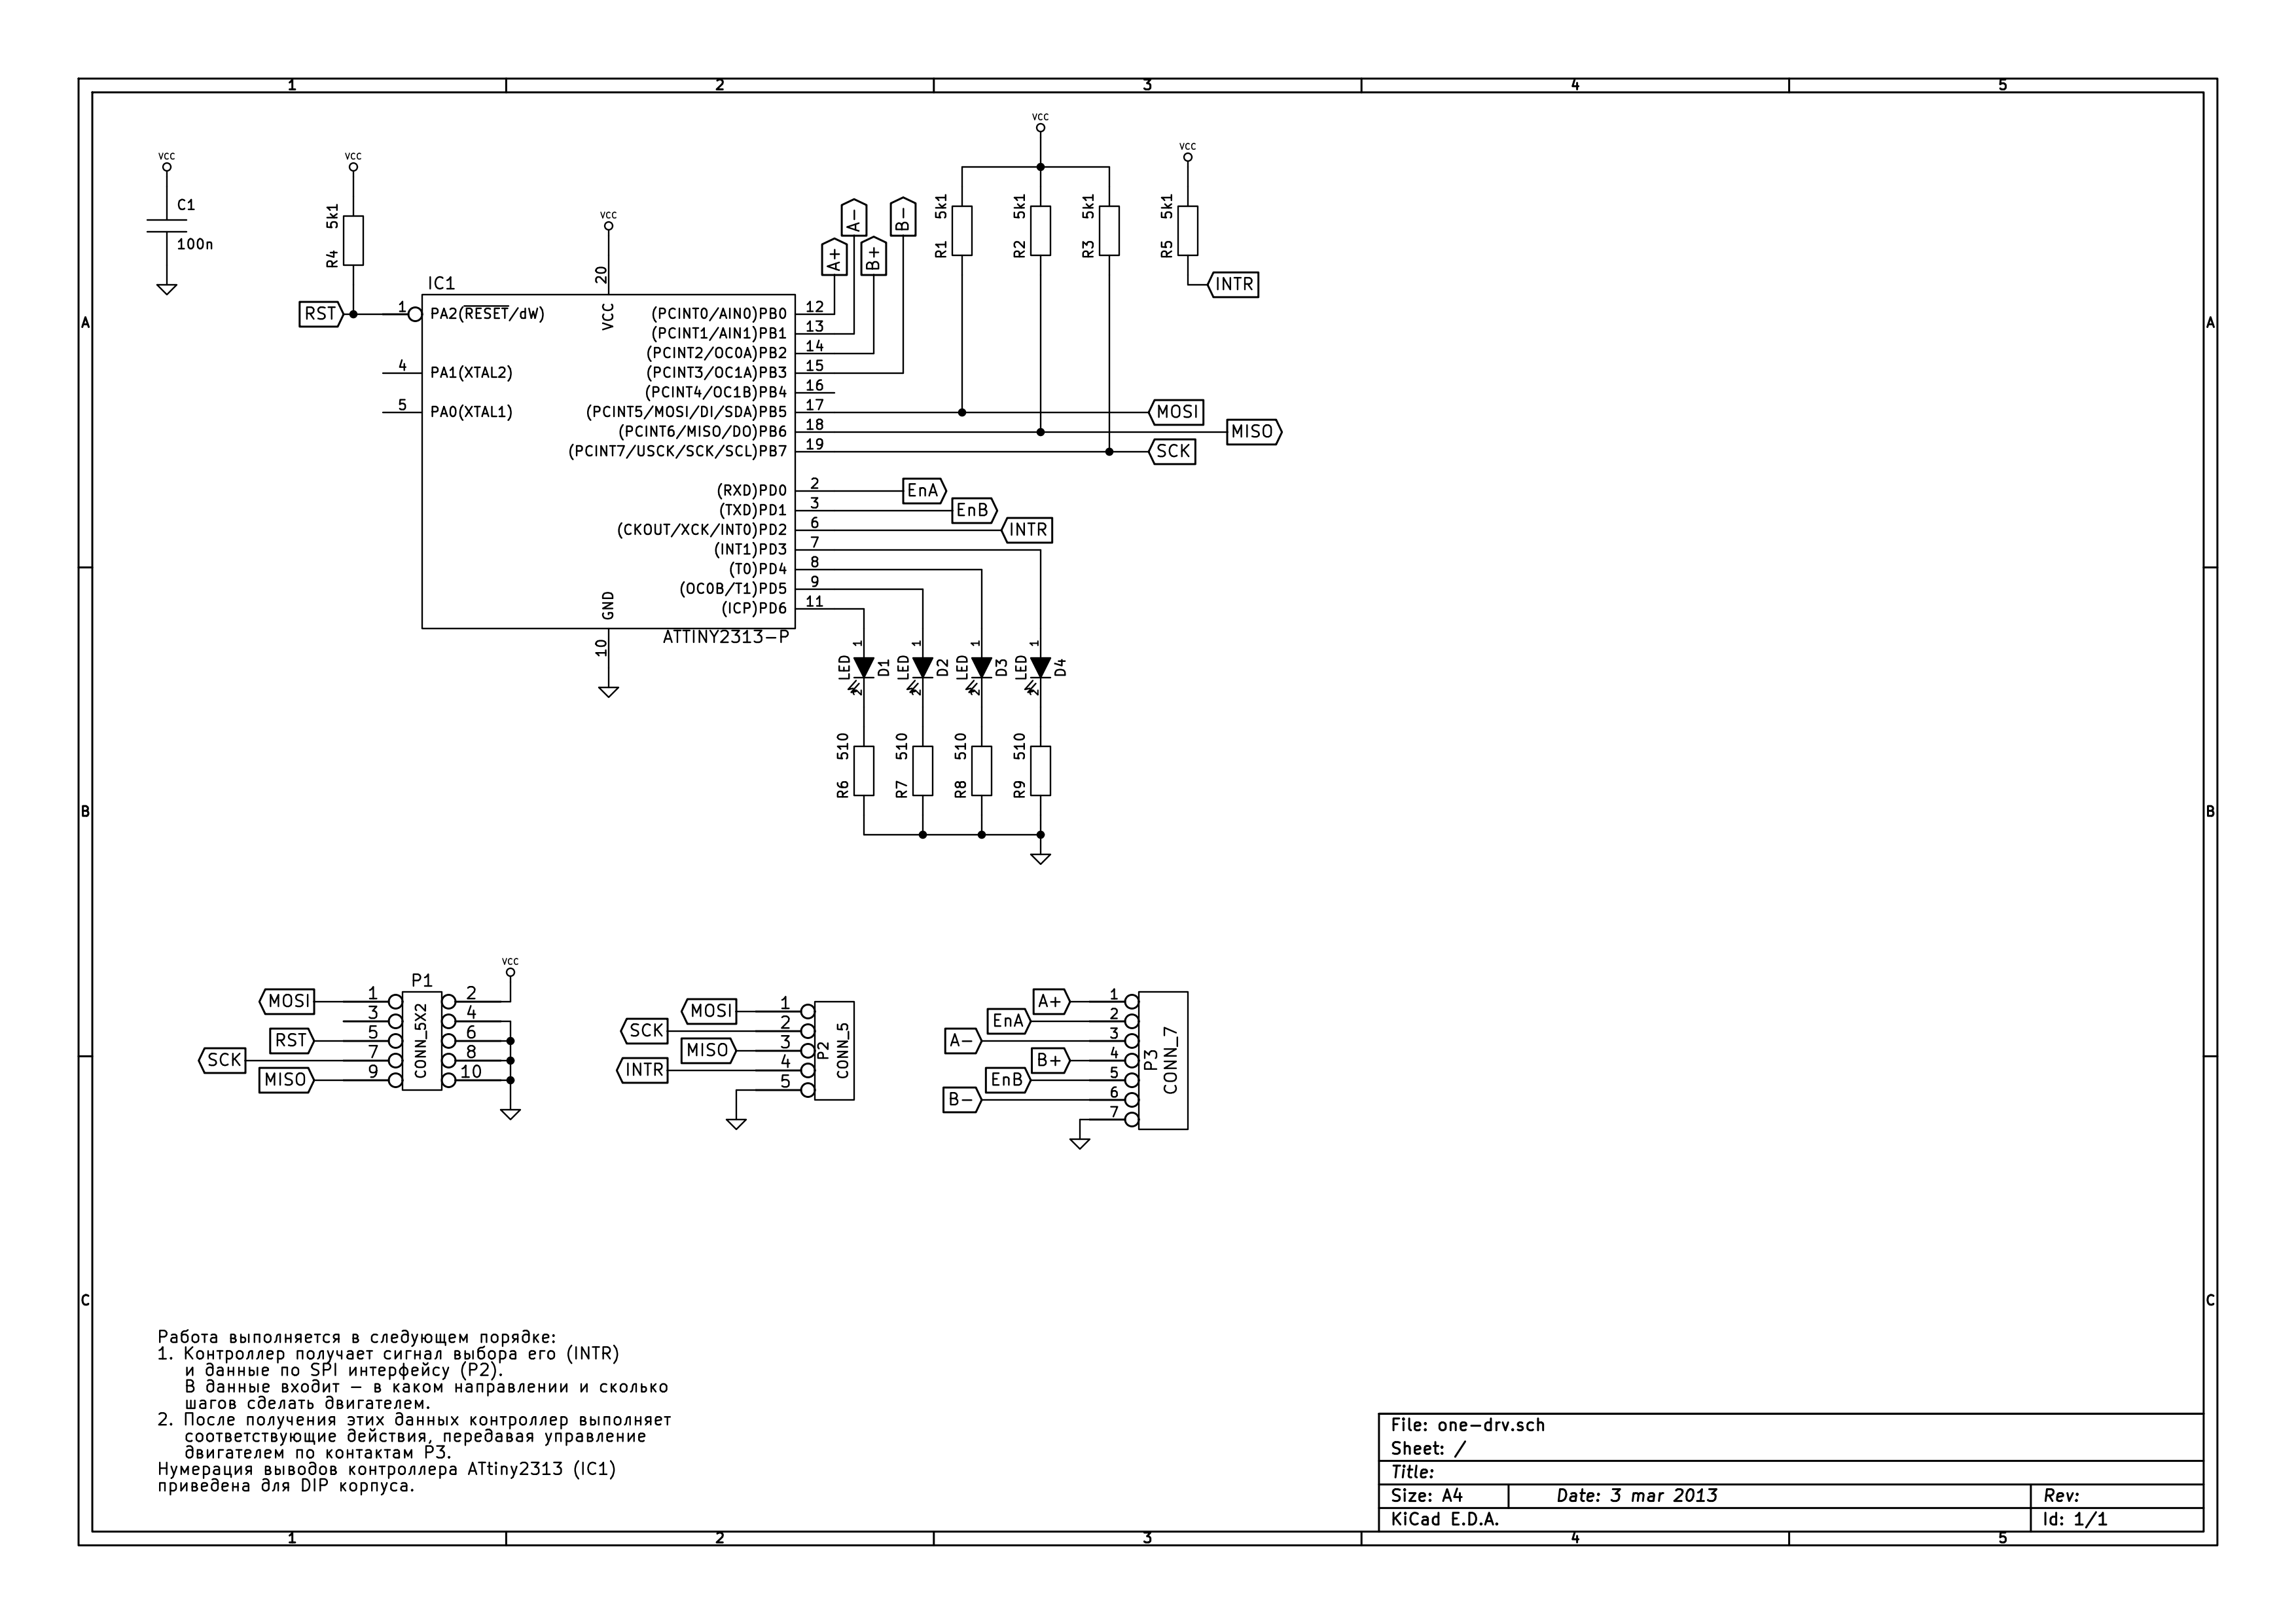 1 2 3 4 5
A
B
C
A
B
C
VCC
C1
100n
VCC
5k1
R4
RST
IC1
VCC
20
VCC
1 PA2(RESET/dW)
4 PA1(XTAL2)
5 PA0(XTAL1)
(PCINT0/AIN0)PB0 12
(PCINT1/AIN1)PB1 13
(PCINT2/OC0A)PB2 14
(PCINT3/OC1A)PB3 15
(PCINT4/OC1B)PB4 16
(PCINT5/MOSI/DI/SDA)PB5 17
(PCINT6/MISO/DO)PB6 18
(PCINT7/USCK/SCK/SCL)PB7 19
(RXD)PD0 2
(TXD)PD1 3
(CKOUT/XCK/INT0)PD2 6
(INT1)PD3 7
(T0)PD4 8
(OC0B/T1)PD5 9
(ICP)PD6 11
GND
10
ATTINY2313-P
A+
A-
B+
B-
VCC
R1 5k1
R2 5k1
R3 5k1
VCC
R5 5k1
INTR
MOSI
MISO
SCK
EnA
EnB
INTR
LED 1 2 D1
LED 1 2 D2
LED 1 2 D3
LED 1 2 D4
R6 510
R7 510
R8 510
R9 510
P1
VCC
CONN_5X2
MOSI 1 2
3 4
RST 5 6
SCK 7 8
MISO 9 10
MOSI 1
SCK 2
MISO 3
INTR 4
5
P2
CONN_5
A+ 1
EnA 2
A- 3
B+ 4
EnB 5
B- 6
7
P3
CONN_7
Работа выполняется в следующем порядке:
1. Контроллер получает сигнал выбора его (INTR)
и данные по SPI интерфейсу (P2).
В данные входит – в каком направлении и сколько
шагов сделать двигателем.
2. После получения этих данных контроллер выполняет
соответствующие действия, передавая управление
двигателем по контактам P3.
Нумерация выводов контроллера ATtiny2313 (IC1)
приведена для DIP корпуса.
File: one-drv.sch
Sheet: /
Title:
Size: A4 Date: 3 mar 2013 Rev:
KiCad E.D.A. Id: 1/1
1 2 3 4 5